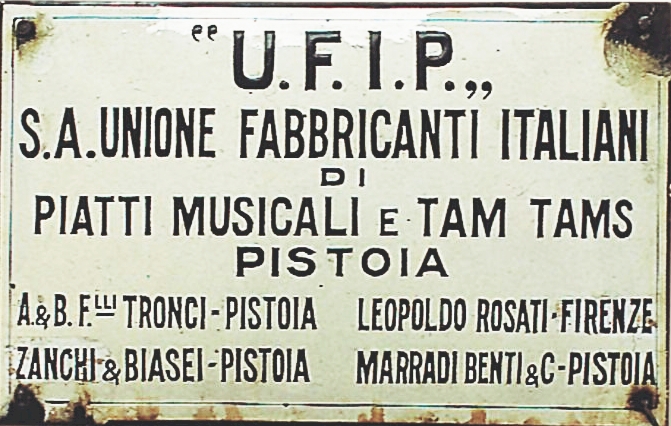 “U.F.I.P.„
S.A. UNIONE FABBRICANTI ITALIANI
DI
PIATTI MUSICALI E TAM TAMS
PISTOIA
A.&B. F.LLI TRONCI - PISTOIA LEOPOLDO ROSATI - FIRENZE
ZANCHI & BIASEI - PISTOIA MARRADI BENTI & C - PISTOIA